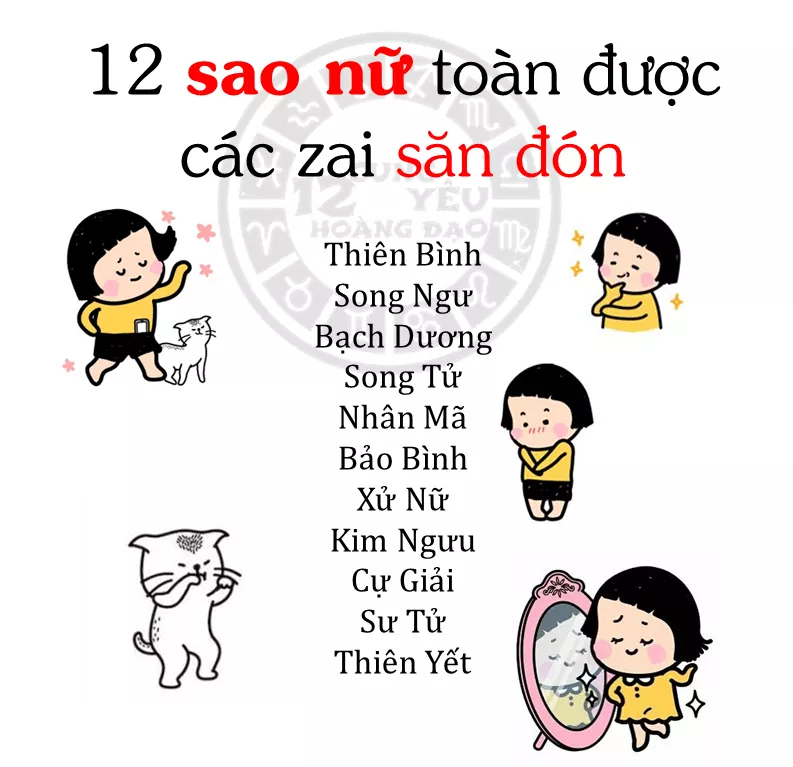 12 sao nữ toàn được
các zai săn đón
12 YÊU
HOÀNG ĐẠO
Thiên Bình
Song Ngư
Bạch Dương
Song Tử
Nhân Mã
Bảo Bình
Xử Nữ
Kim Ngưu
Cự Giải
Sư Tử
Thiên Yết